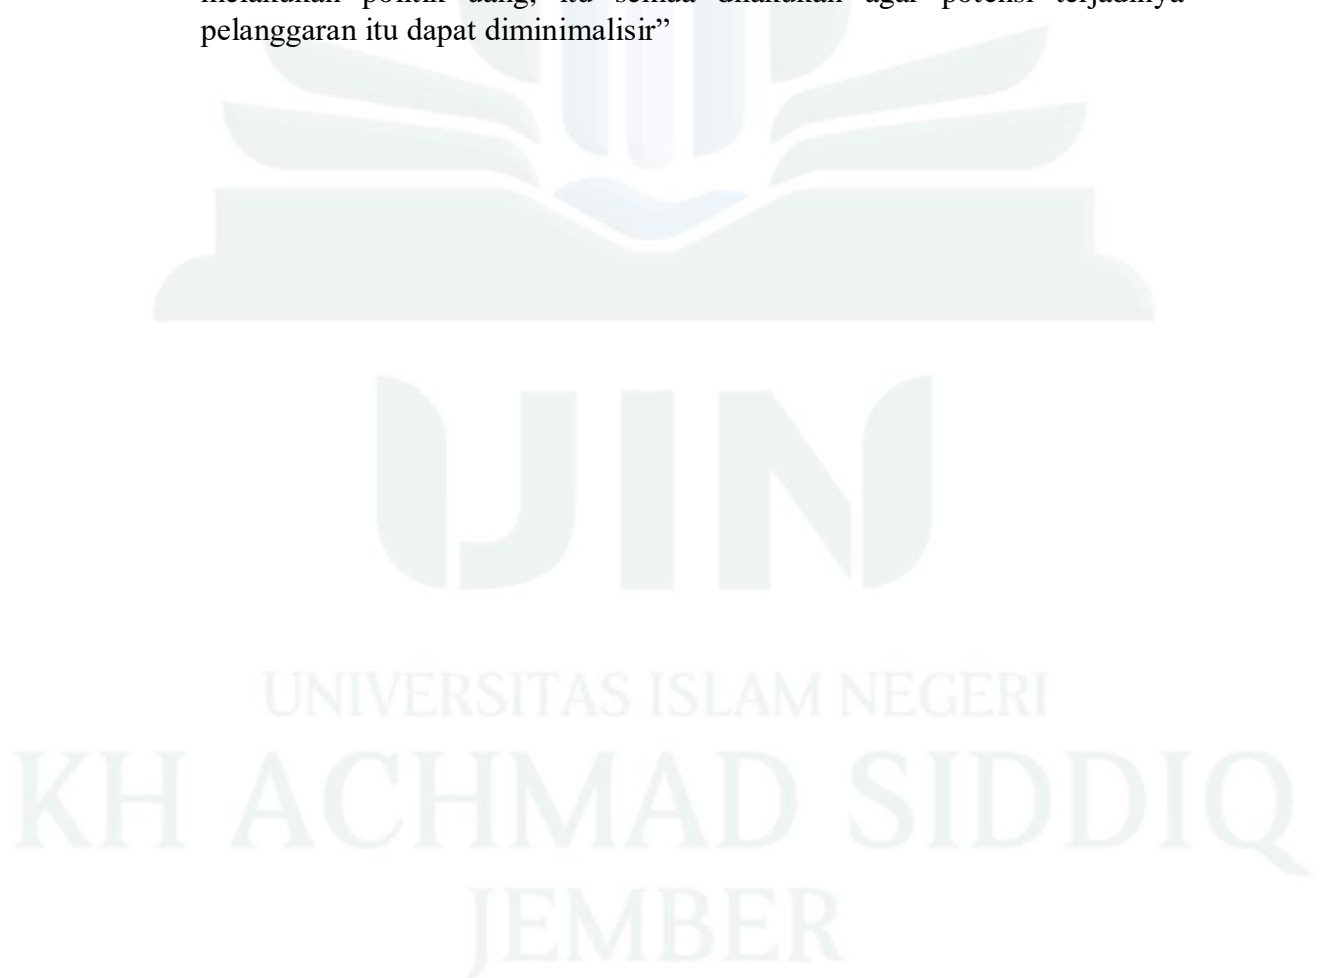 melakukan politik uang, itu semua dilakukan agar potensi terjadinya
pelanggaran itu dapat diminimalisir”
UIN
UNIVERSITAS ISLAM NEGERI
KH ACHMAD SIDDIQ
JEMBER